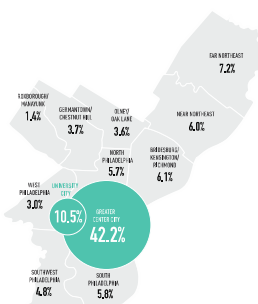 FAR NORTHEAST
7.2%
ROXBOROUGH/
MANAYUNK
1.4%
GERMANTOWN/
CHESTNUT HILL
3.7%
OLNEY/
OAK LANE
3.6%
NEAR NORTHEAST
6.0%
NORTH
PHILADELPHIA
5.7%
BRIDESBURG/
KENSINGTON/
RICHMOND
6.1%
WEST
PHILADELPHIA
3.0%
UNIVERSITY
CITY
10.5%
GREATER
CENTER CITY
42.2%
SOUTHWEST
PHILADELPHIA
4.8%
SOUTH
PHILADELPHIA
5.8%